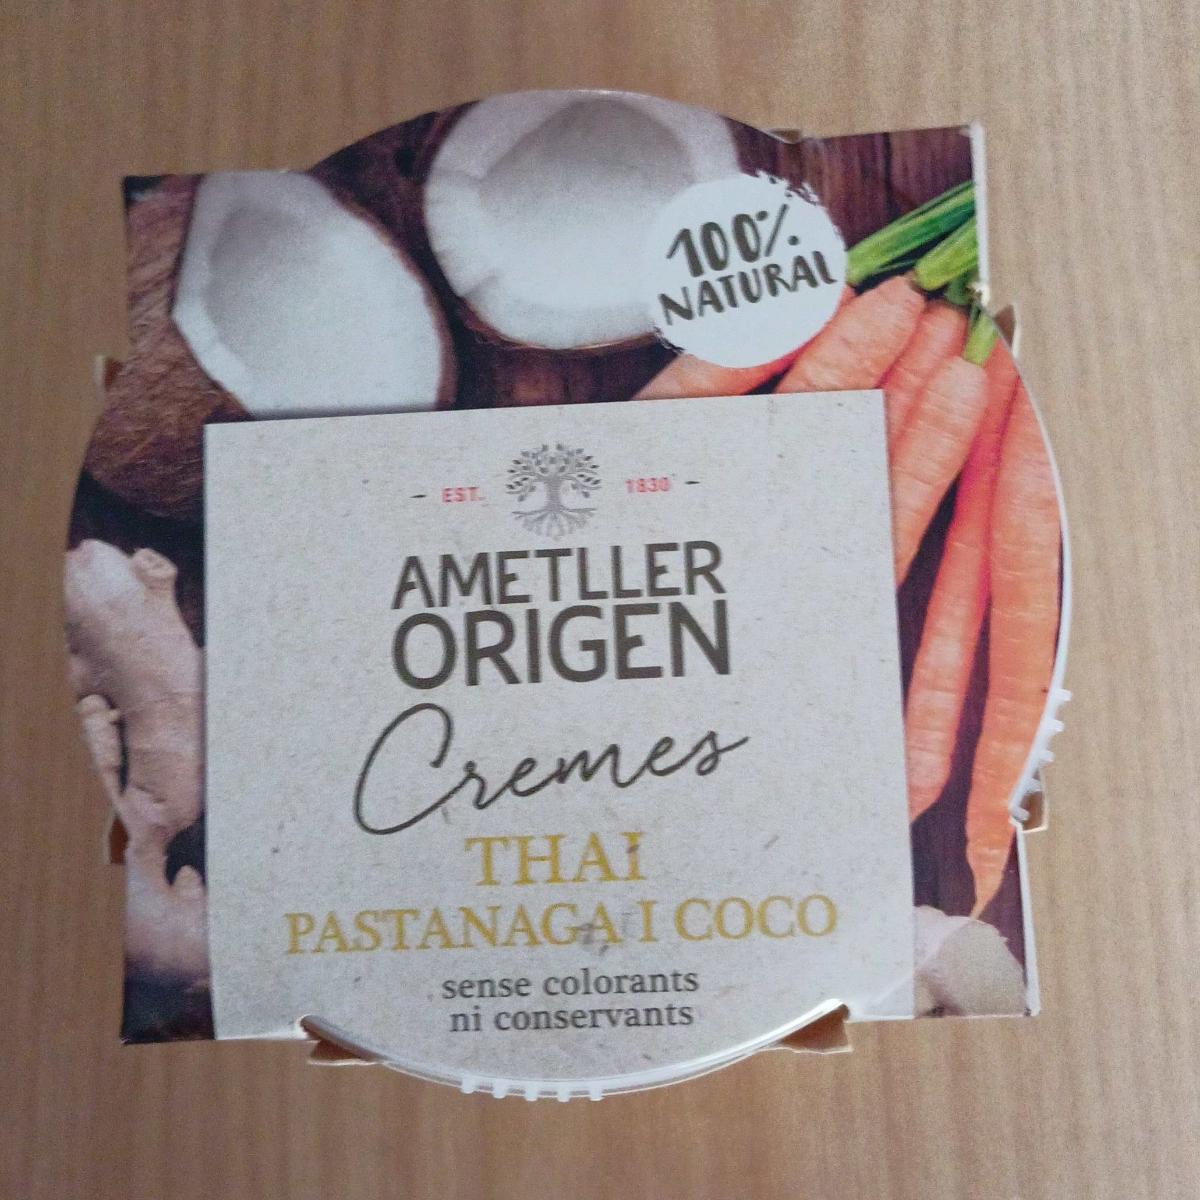 100%
NATURAL
EST. 1830
AMETLLER
ORIGEN
Cremes
THAI
PASTANAGA I COCO
sense colorants
ni conservants